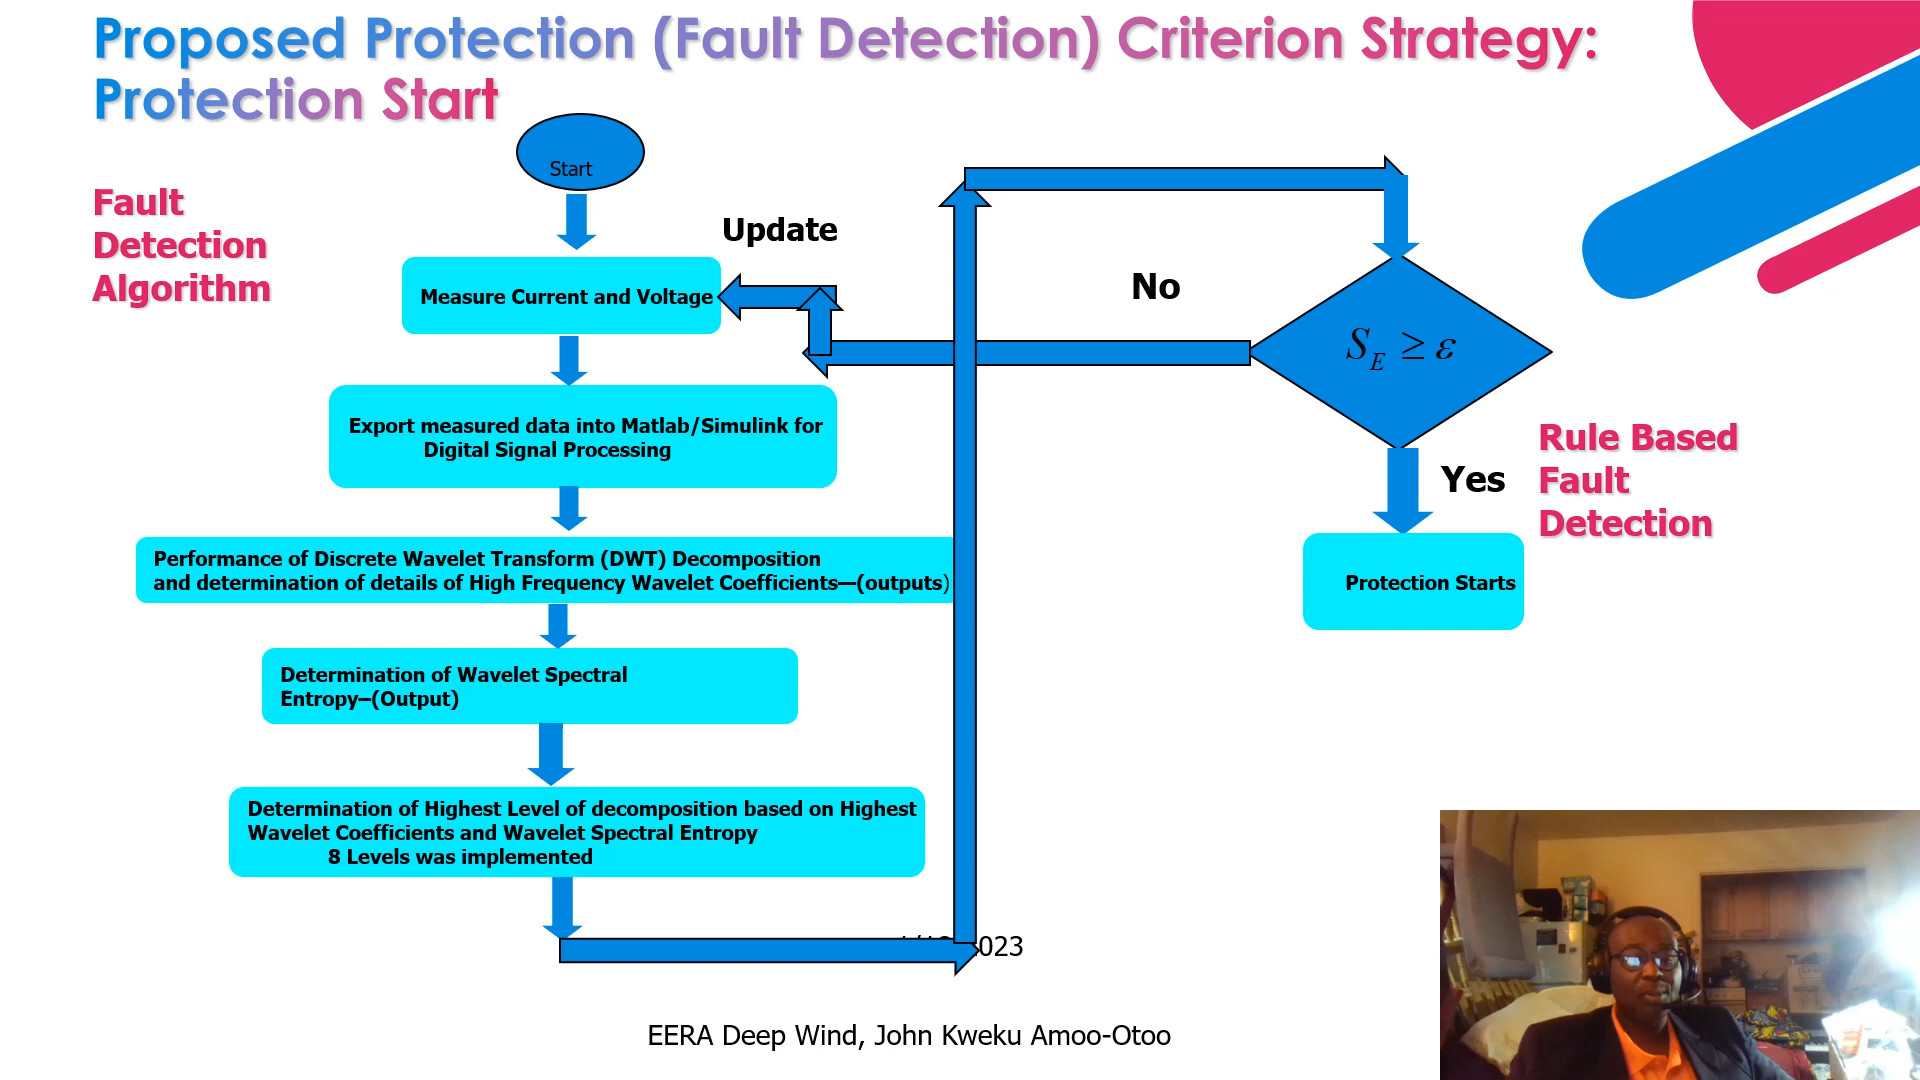 Proposed Protection (Fault Detection) Criterion Strategy:
Protection Start
Start
Fault
Detection
Algorithm
Update
Measure Current and Voltage
No
S_E ≥ ε
Export measured data into Matlab/Simulink for
Digital Signal Processing
Rule Based
Fault
Detection
Yes
Performance of Discrete Wavelet Transform (DWT) Decomposition
and determination of details of High Frequency Wavelet Coefficients—(outputs)
Protection Starts
Determination of Wavelet Spectral
Entropy–(Output)
Determination of Highest Level of decomposition based on Highest
Wavelet Coefficients and Wavelet Spectral Entropy
8 Levels was implemented
EERA Deep Wind, John Kweku Amoo-Otoo